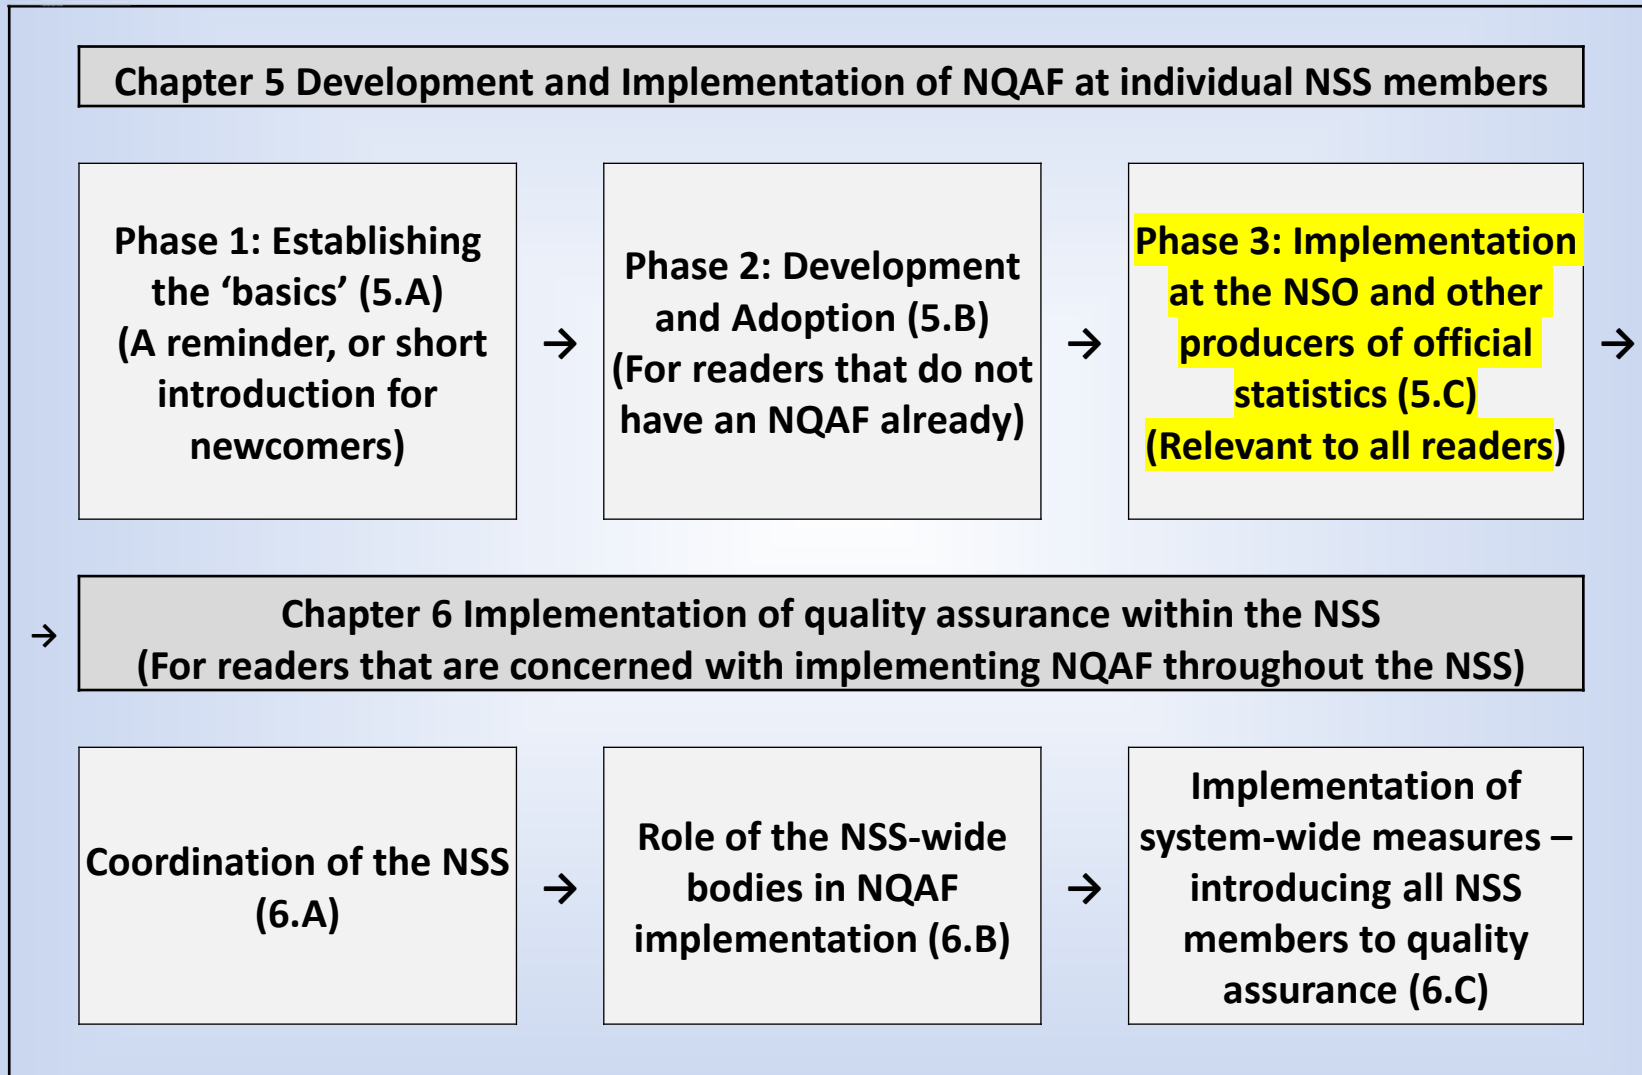 Chapter 5 Development and Implementation of NQAF at individual NSS members
Phase 1: Establishing
the ‘basics’ (5.A)
(A reminder, or short
introduction for
newcomers)
→
Phase 2: Development
and Adoption (5.B)
(For readers that do not
have an NQAF already)
→
Phase 3: Implementation
at the NSO and other
producers of official
statistics (5.C)
(Relevant to all readers)
→
→
Chapter 6 Implementation of quality assurance within the NSS
(For readers that are concerned with implementing NQAF throughout the NSS)
Coordination of the NSS
(6.A)
→
Role of the NSS-wide
bodies in NQAF
implementation (6.B)
→
Implementation of
system-wide measures –
introducing all NSS
members to quality
assurance (6.C)